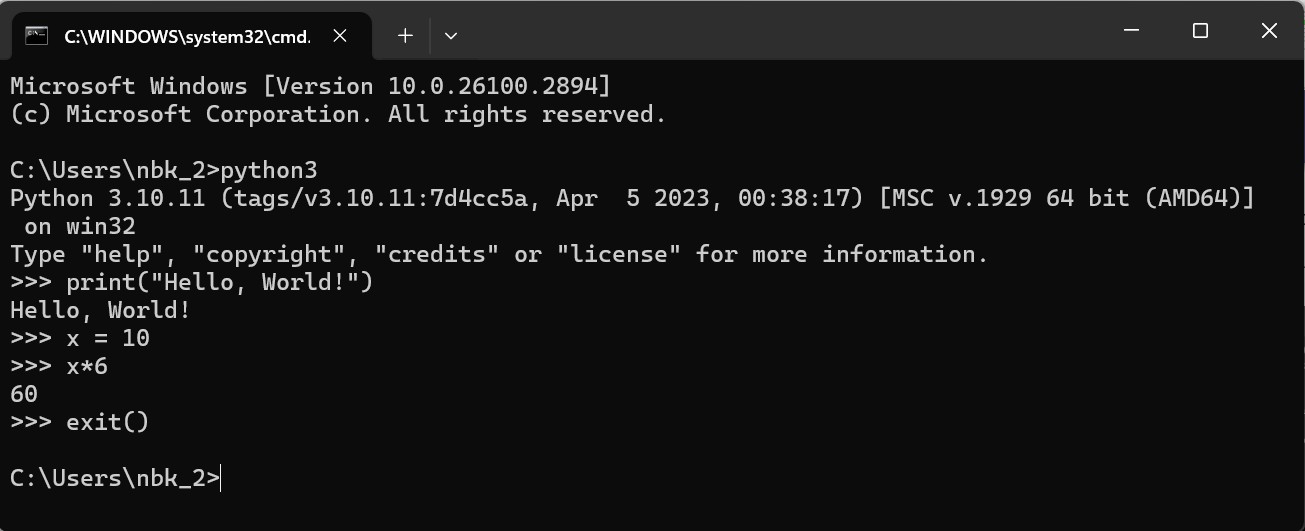 C:\WINDOWS\system32\cmd.
Microsoft Windows [Version 10.0.26100.2894]
(c) Microsoft Corporation. All rights reserved.
C:\Users\nbk_2>python3
Python 3.10.11 (tags/v3.10.11:7d4cc5a, Apr  5 2023, 00:38:17) [MSC v.1929 64 bit (AMD64)]
 on win32
Type "help", "copyright", "credits" or "license" for more information.
>>> print("Hello, World!")
Hello, World!
>>> x = 10
>>> x*6
60
>>> exit()
C:\Users\nbk_2>